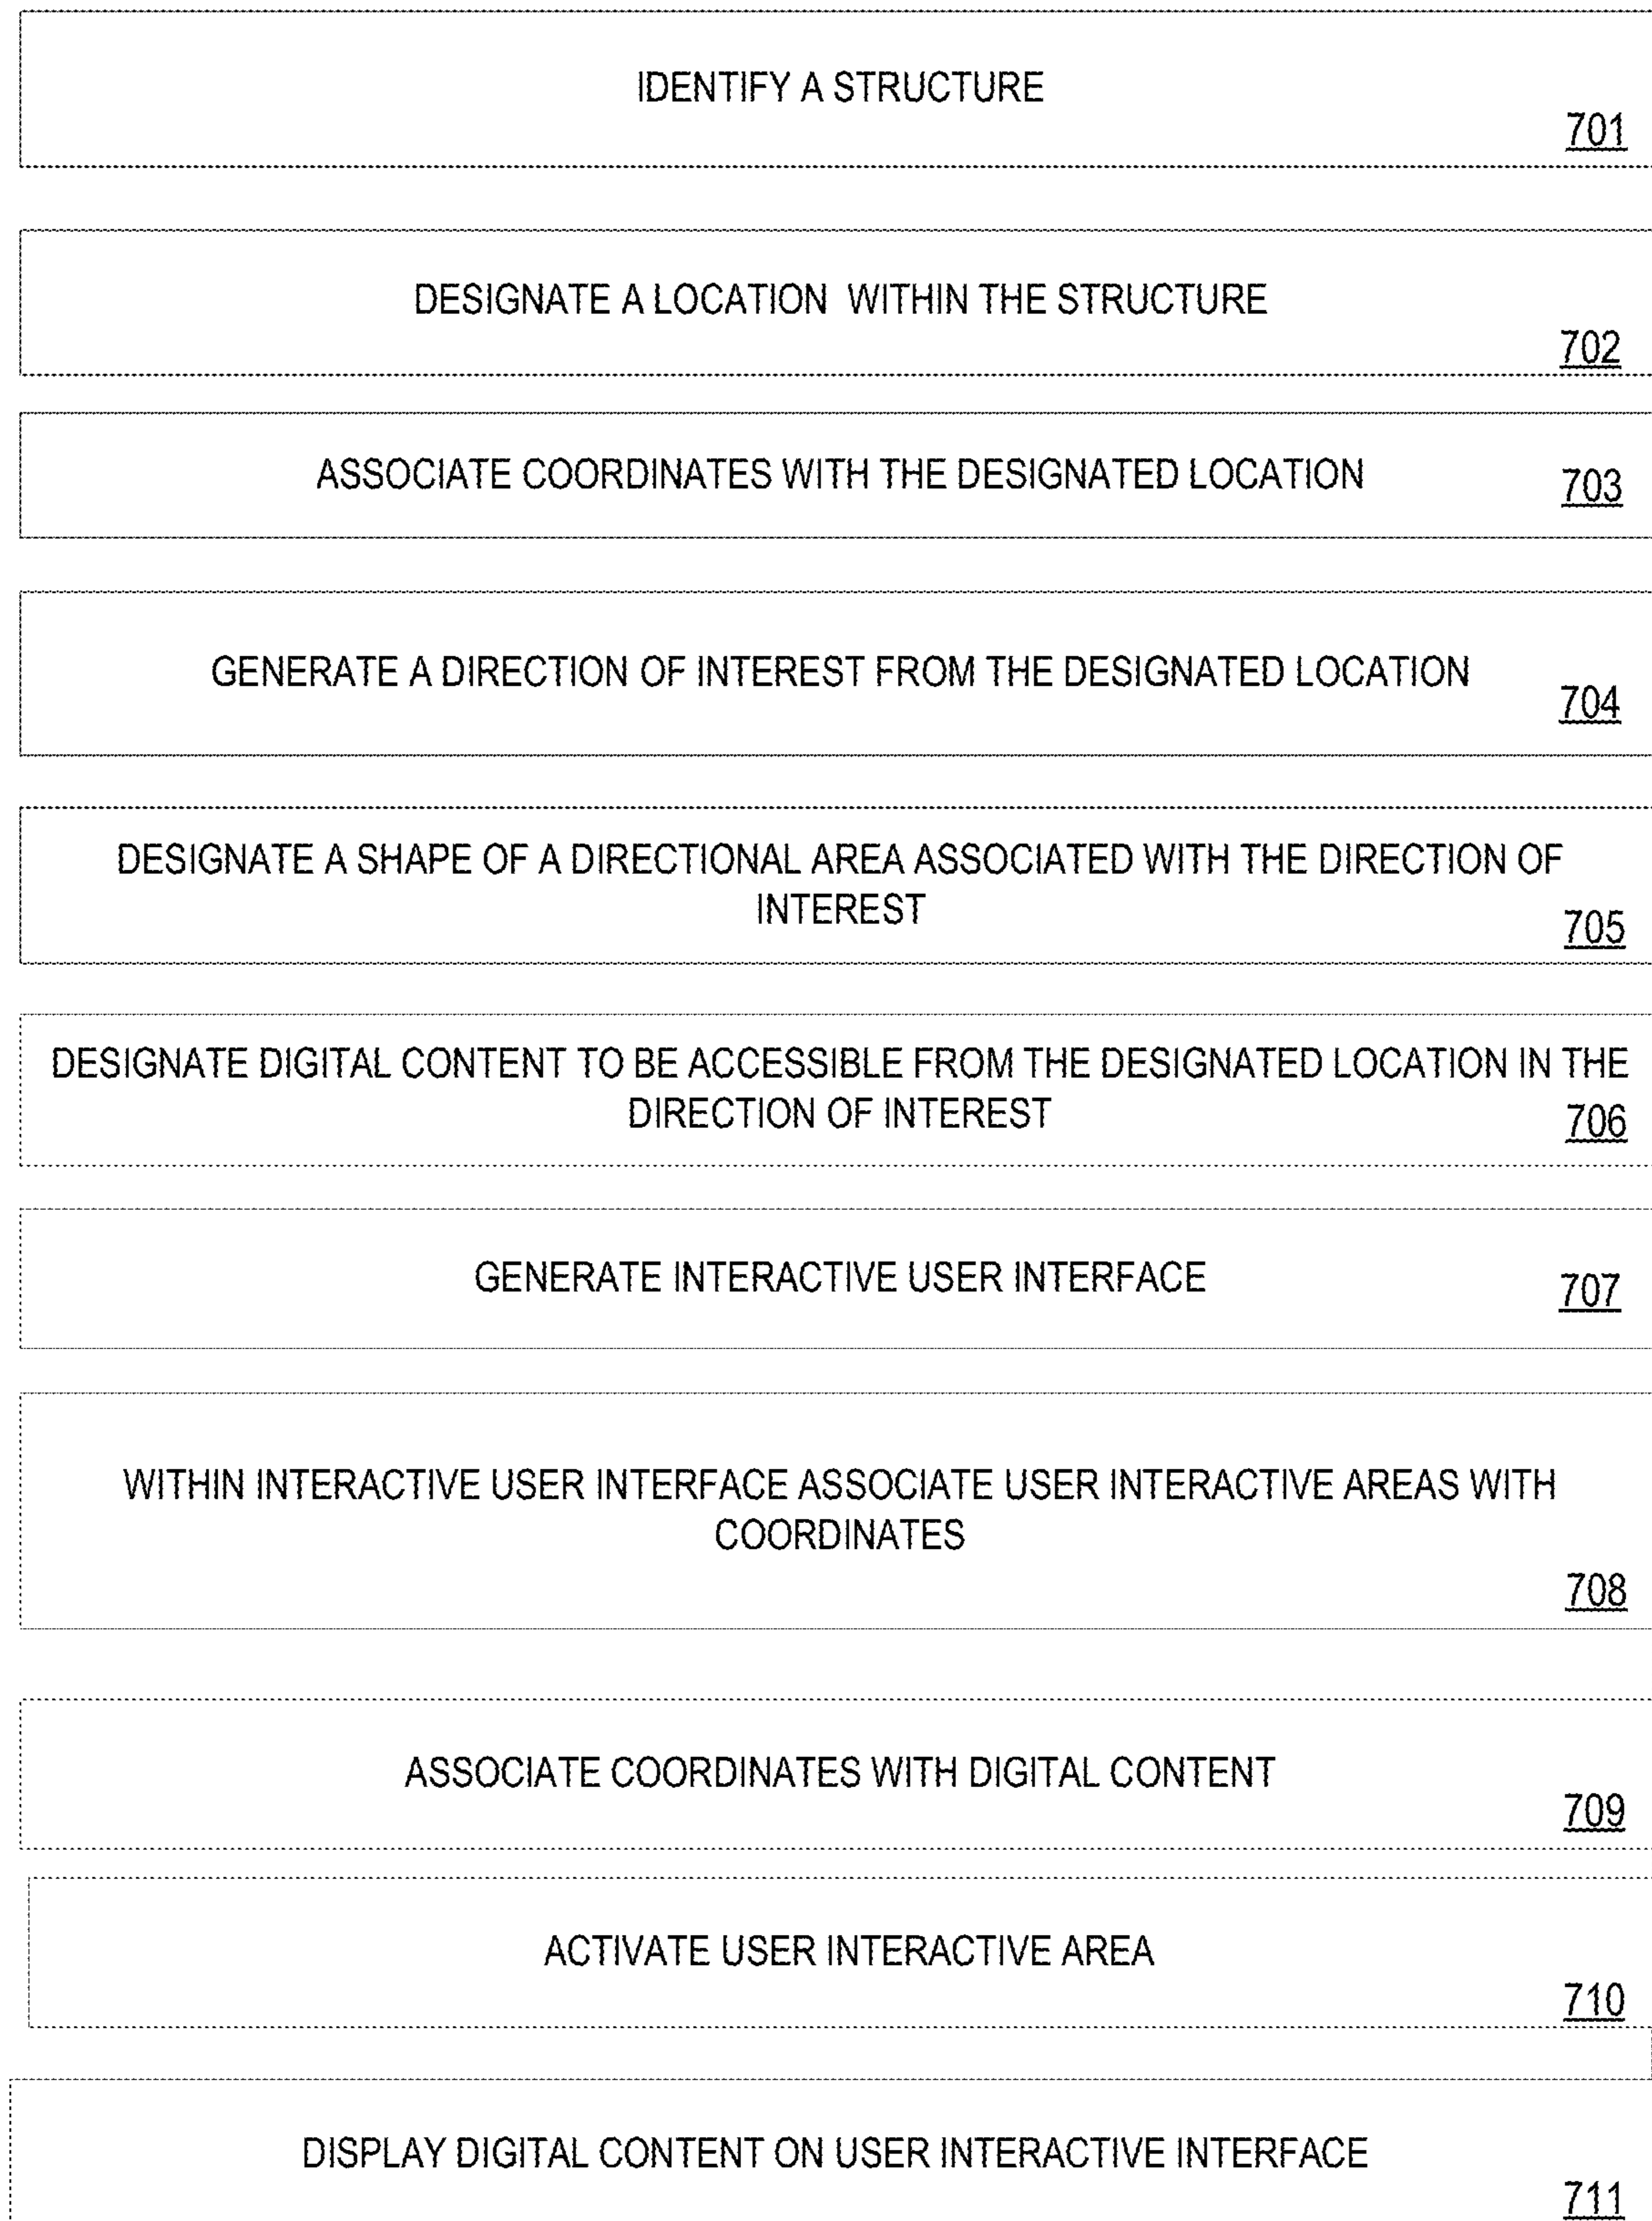 IDENTIFY A STRUCTURE
701
DESIGNATE A LOCATION WITHIN THE STRUCTURE
702
ASSOCIATE COORDINATES WITH THE DESIGNATED LOCATION
703
GENERATE A DIRECTION OF INTEREST FROM THE DESIGNATED LOCATION
704
DESIGNATE A SHAPE OF A DIRECTIONAL AREA ASSOCIATED WITH THE DIRECTION OF
INTEREST
705
DESIGNATE DIGITAL CONTENT TO BE ACCESSIBLE FROM THE DESIGNATED LOCATION IN THE
DIRECTION OF INTEREST
706
GENERATE INTERACTIVE USER INTERFACE
707
WITHIN INTERACTIVE USER INTERFACE ASSOCIATE USER INTERACTIVE AREAS WITH
COORDINATES
708
ASSOCIATE COORDINATES WITH DIGITAL CONTENT
709
ACTIVATE USER INTERACTIVE AREA
710
DISPLAY DIGITAL CONTENT ON USER INTERACTIVE INTERFACE
711